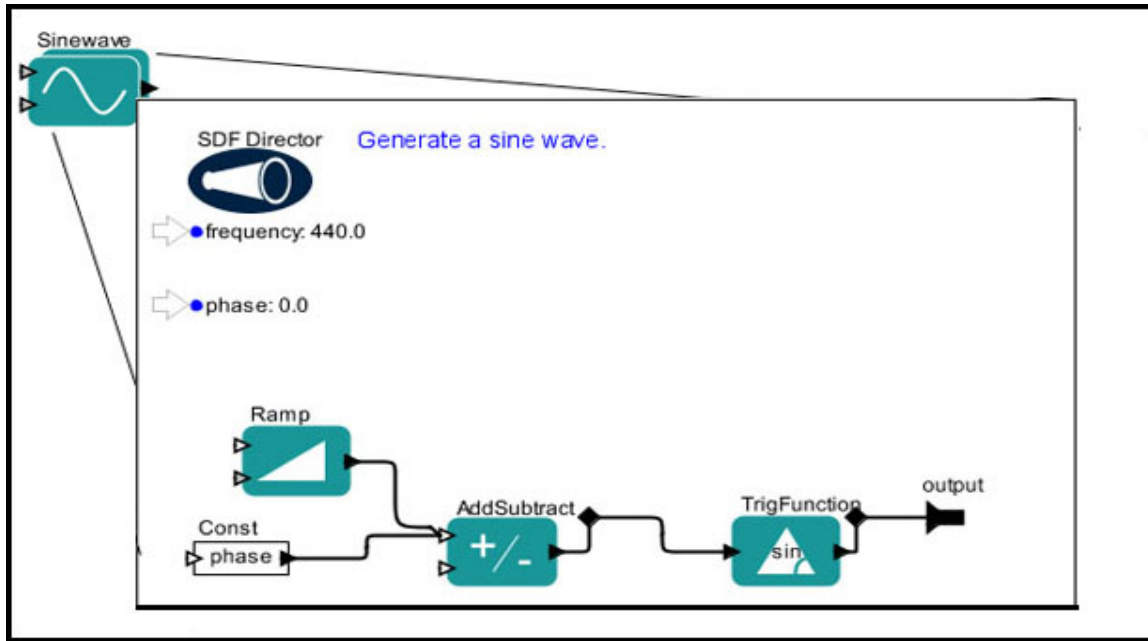 Sinewave
SDF Director
Generate a sine wave.
frequency: 440.0
phase: 0.0
Ramp
Const
phase
AddSubtract
+/-
TrigFunction
sin
output